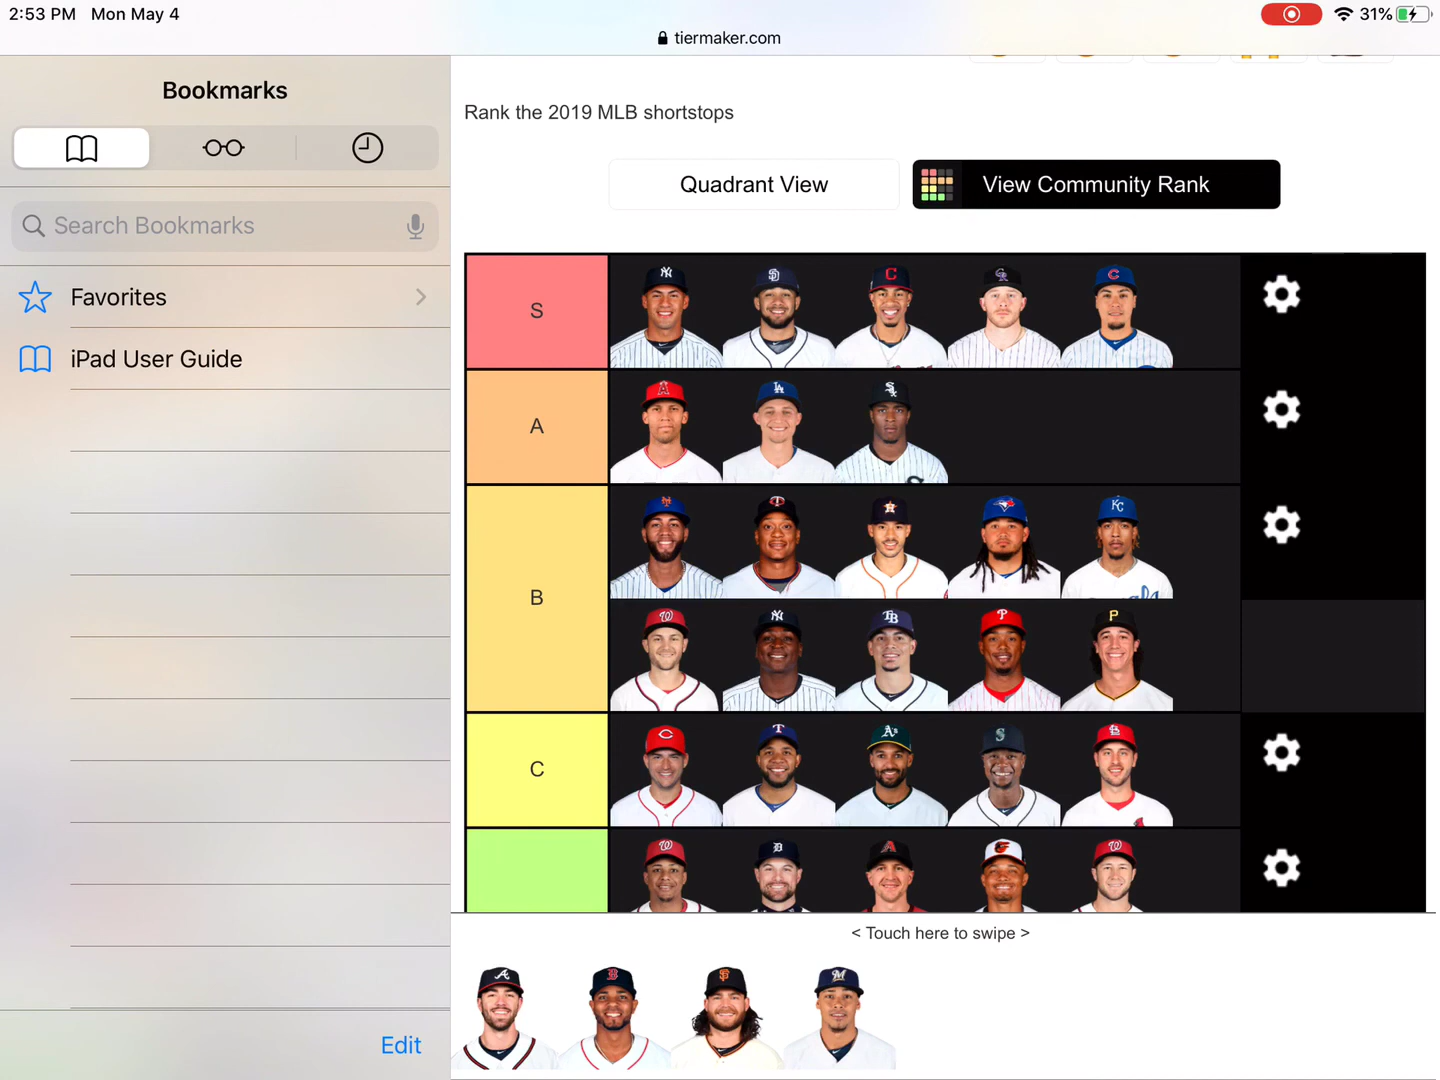 2:53 PM Mon May 4
31%
tiermaker.com
Bookmarks
Search Bookmarks
Favorites
iPad User Guide
Edit
Rank the 2019 MLB shortstops
Quadrant View
View Community Rank
S
A
B
C
< Touch here to swipe >